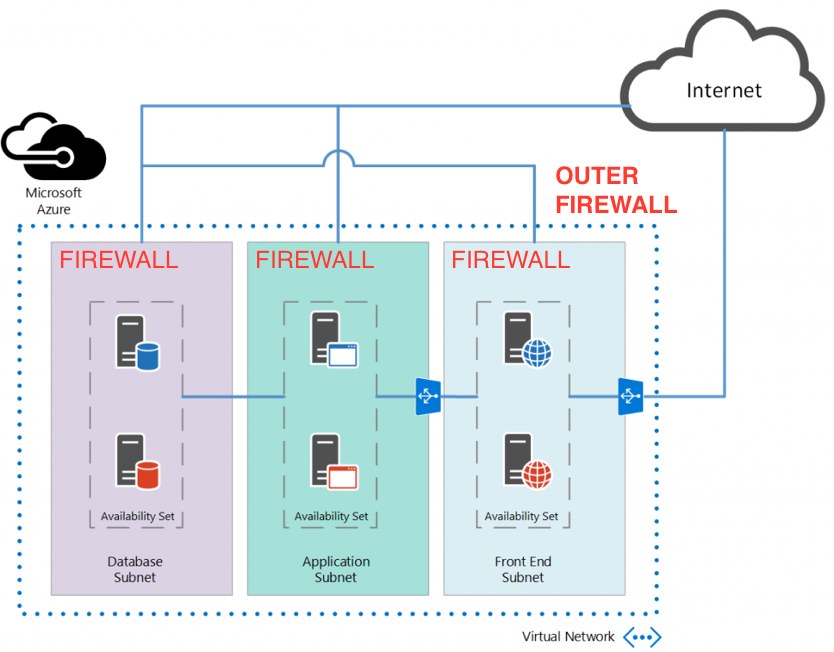 Internet
Microsoft
Azure
OUTER
FIREWALL
FIREWALL
FIREWALL
FIREWALL
Availability Set
Availability Set
Availability Set
Database
Subnet
Application
Subnet
Front End
Subnet
Virtual Network